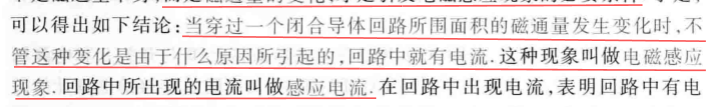 可以得出如下结论:当穿过一个闭合导体回路所围面积的磁通量发生变化时,不
管这种变化是由于什么原因所引起的,回路中就有电流.这种现象叫做电磁感应
现象.回路中所出现的电流叫做感应电流.在回路中出现电流,表明回路中有电